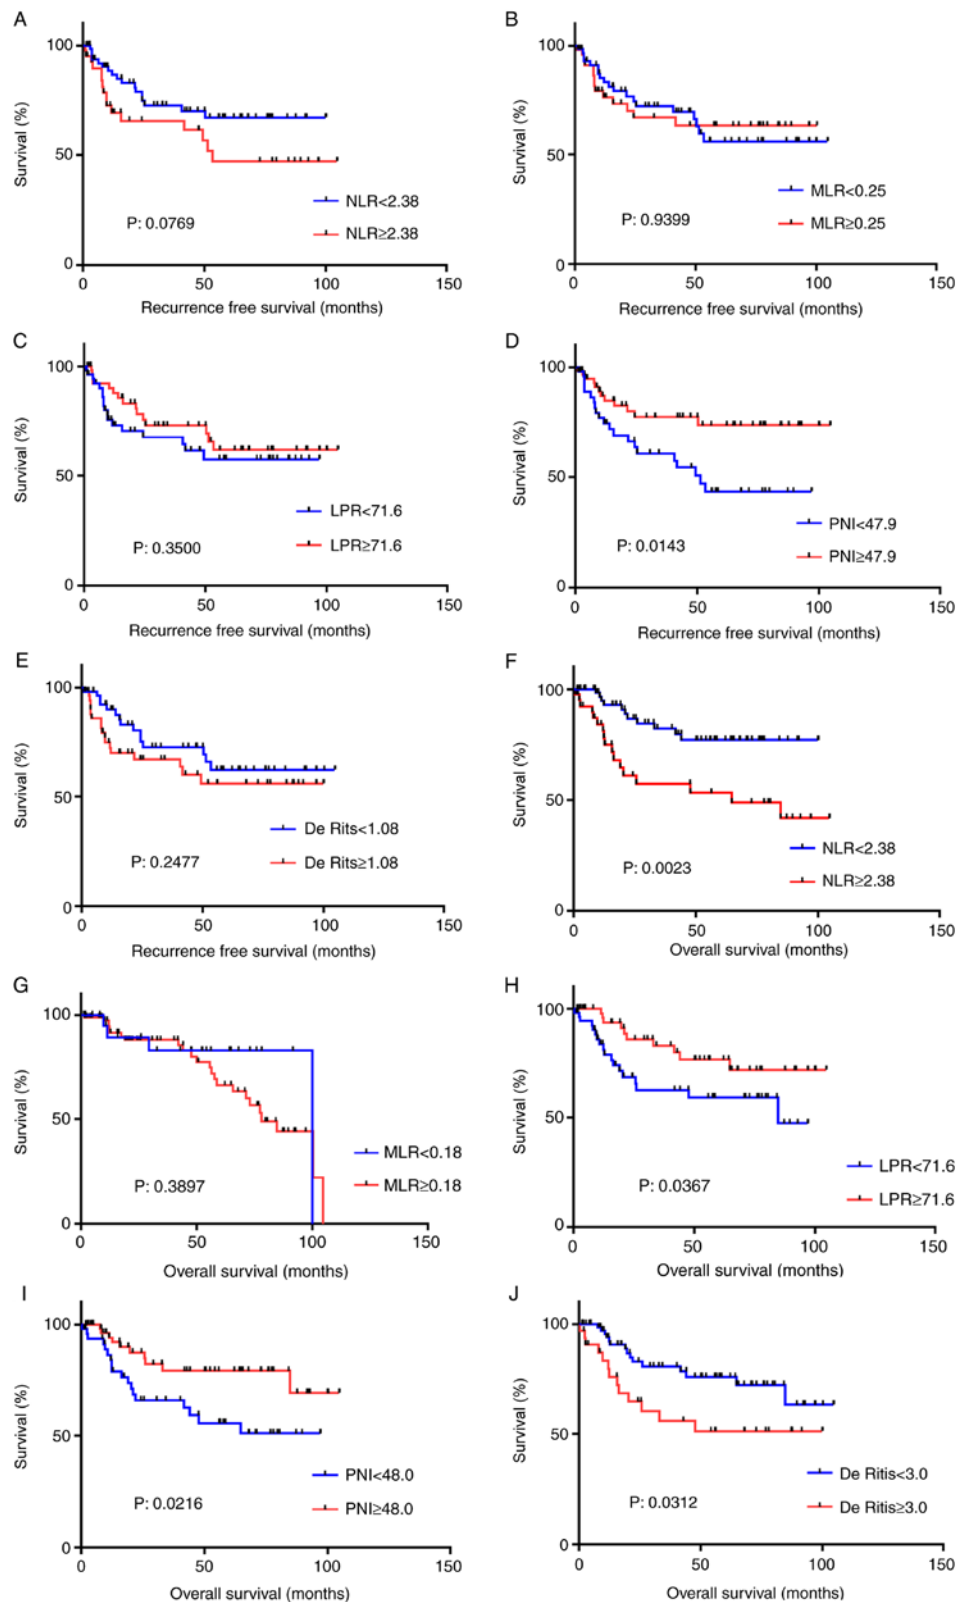 A
100
50
0
Survival (%)
NLR<2.38
NLR≥2.38
P: 0.0769
0 50 100 150
Recurrence free survival (months)
B
100
50
0
Survival (%)
MLR<0.25
MLR≥0.25
P: 0.9399
0 50 100 150
Recurrence free survival (months)
C
100
50
0
Survival (%)
LPR<71.6
LPR≥71.6
P: 0.3500
0 50 100 150
Recurrence free survival (months)
D
100
50
0
Survival (%)
PNI<47.9
PNI≥47.9
P: 0.0143
0 50 100 150
Recurrence free survival (months)
E
100
50
0
Survival (%)
De Rits<1.08
De Rits≥1.08
P: 0.2477
0 50 100 150
Recurrence free survival (months)
F
100
50
0
Survival (%)
NLR<2.38
NLR≥2.38
P: 0.0023
0 50 100 150
Overall survival (months)
G
100
50
0
Survival (%)
MLR<0.18
MLR≥0.18
P: 0.3897
0 50 100 150
Overall survival (months)
H
100
50
0
Survival (%)
LPR<71.6
LPR≥71.6
P: 0.0367
0 50 100 150
Overall survival (months)
I
100
50
0
Survival (%)
PNI<48.0
PNI≥48.0
P: 0.0216
0 50 100 150
Overall survival (months)
J
100
50
0
Survival (%)
De Ritis<3.0
De Ritis≥3.0
P: 0.0312
0 50 100 150
Overall survival (months)